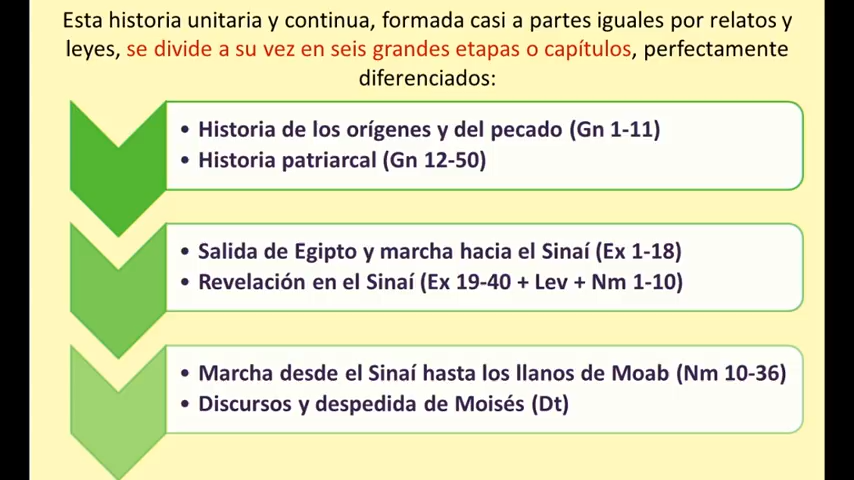 Esta historia unitaria y continua, formada casi a partes iguales por relatos y
leyes, se divide a su vez en seis grandes etapas o capítulos, perfectamente
diferenciados:
• Historia de los orígenes y del pecado (Gn 1-11)
• Historia patriarcal (Gn 12-50)
• Salida de Egipto y marcha hacia el Sinaí (Ex 1-18)
• Revelación en el Sinaí (Ex 19-40 + Lev + Nm 1-10)
• Marcha desde el Sinaí hasta los llanos de Moab (Nm 10-36)
• Discursos y despedida de Moisés (Dt)